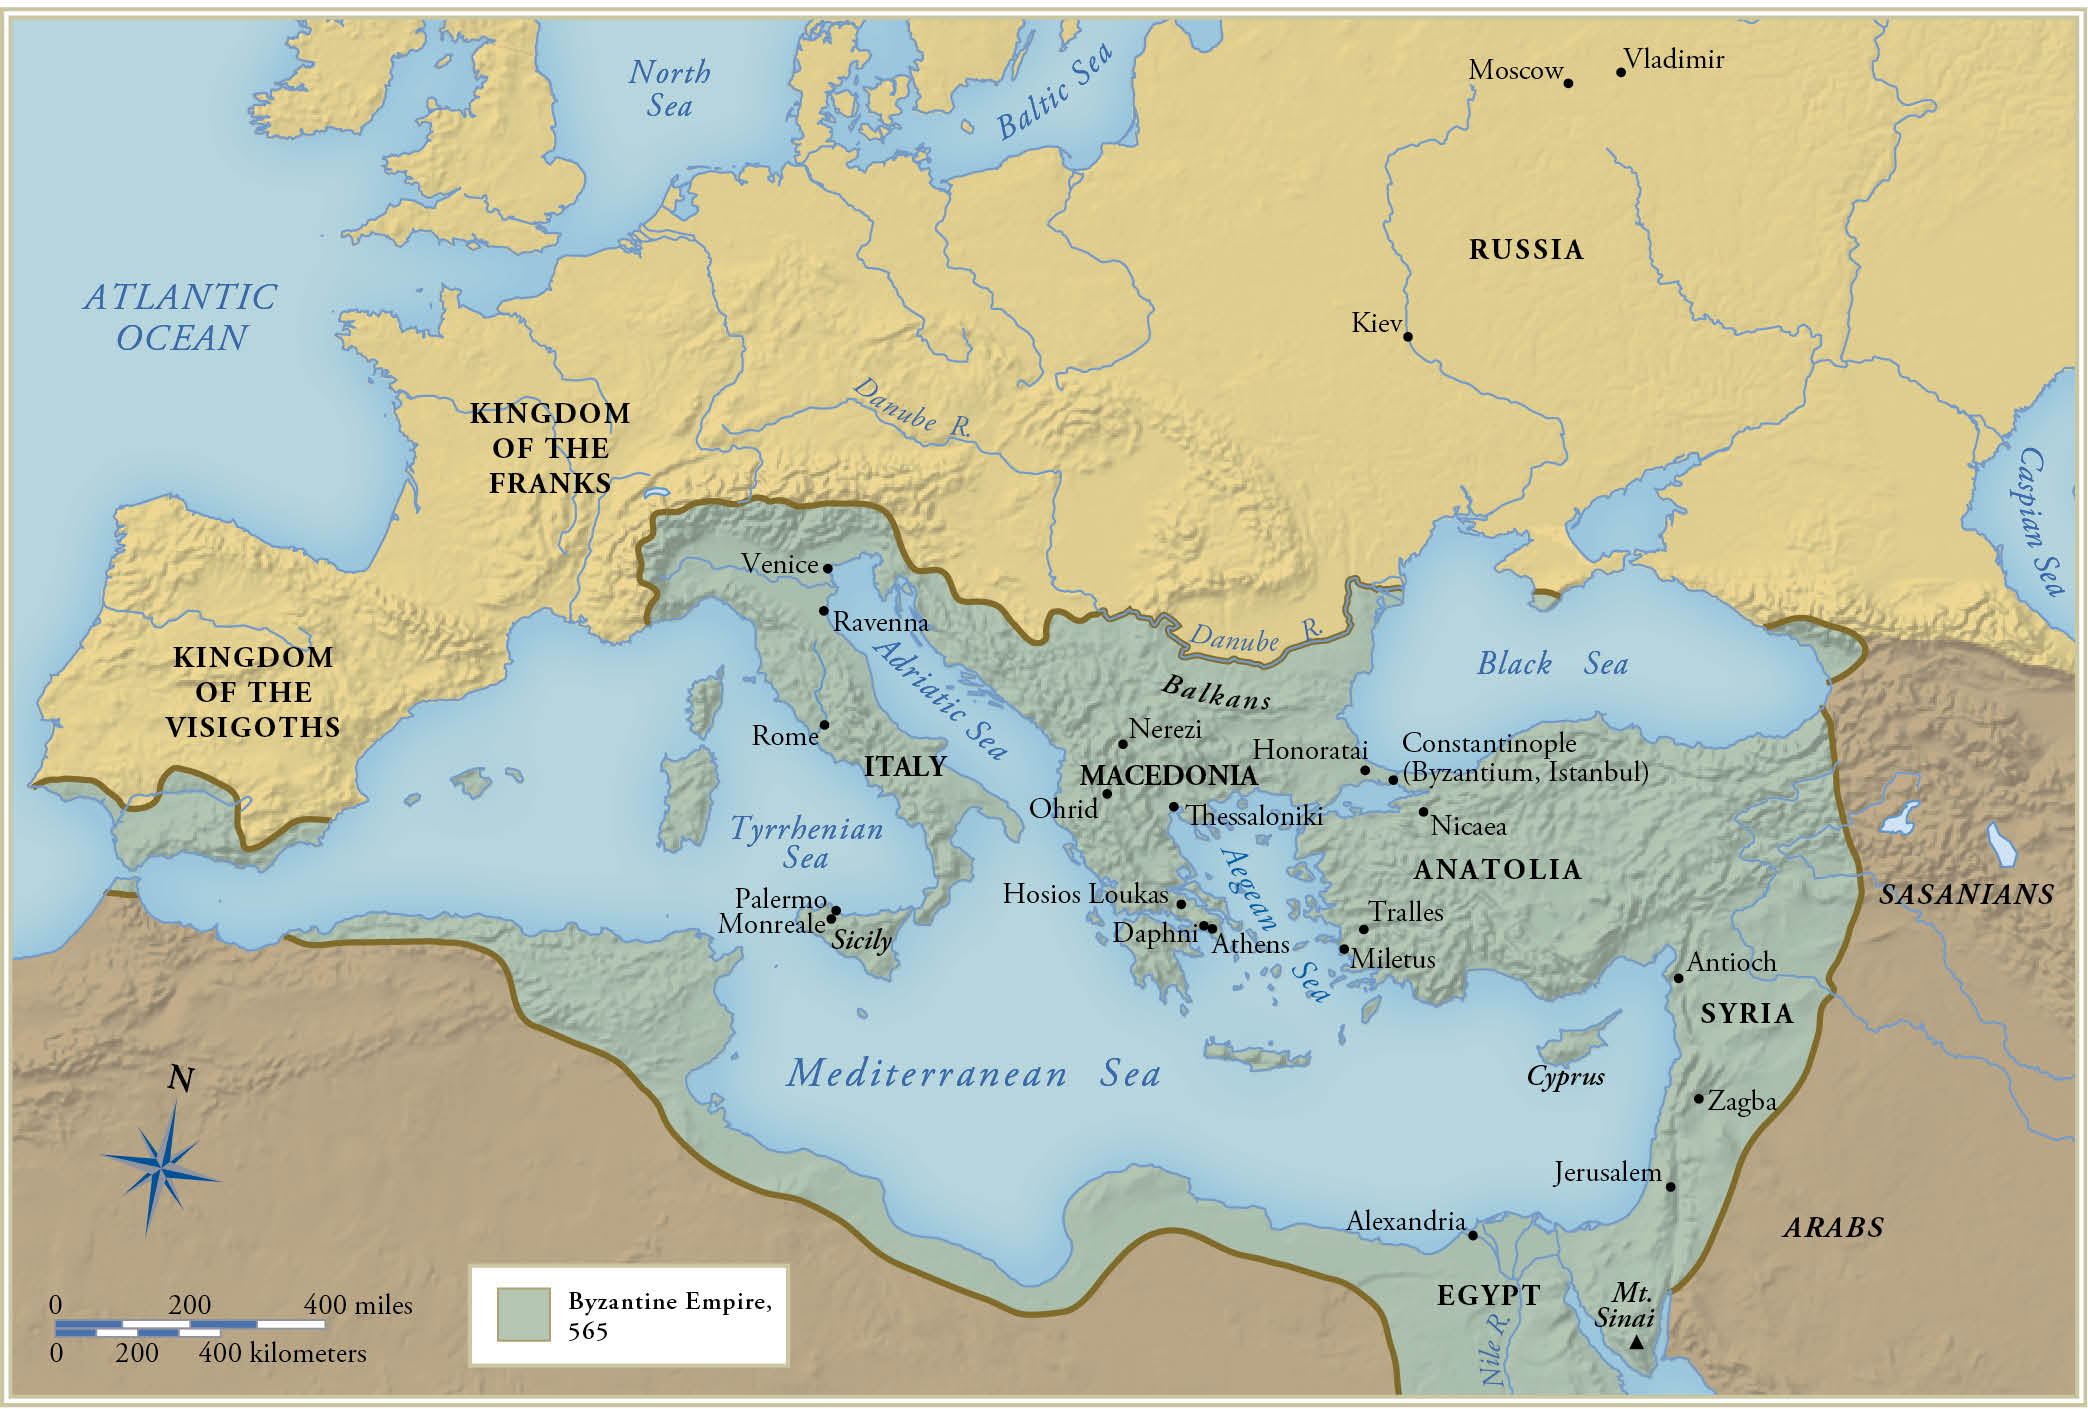 North
Sea
Baltic Sea
Moscow
Vladimir
RUSSIA
ATLANTIC
OCEAN
Kiev
KINGDOM
OF THE
FRANKS
Danube R.
Caspian Sea
Venice
Ravenna
Adriatic Sea
Danube R.
Black Sea
Balkans
KINGDOM
OF THE
VISIGOTHS
Rome
ITALY
Nerezi
MACEDONIA
Honoratai
Constantinople
(Byzantium, Istanbul)
Ohrid
Thessaloniki
Nicaea
Tyrrhenian
Sea
Aegean Sea
ANATOLIA
SASANIANS
Palermo
Monreale
Sicily
Hosios Loukas
Daphni
Athens
Tralles
Miletus
Antioch
SYRIA
Mediterranean Sea
Cyprus
Zagba
N
Jerusalem
Alexandria
ARABS
EGYPT
Nile R.
Mt.
Sinai
0 200 400 miles
0 200 400 kilometers
Byzantine Empire,
565